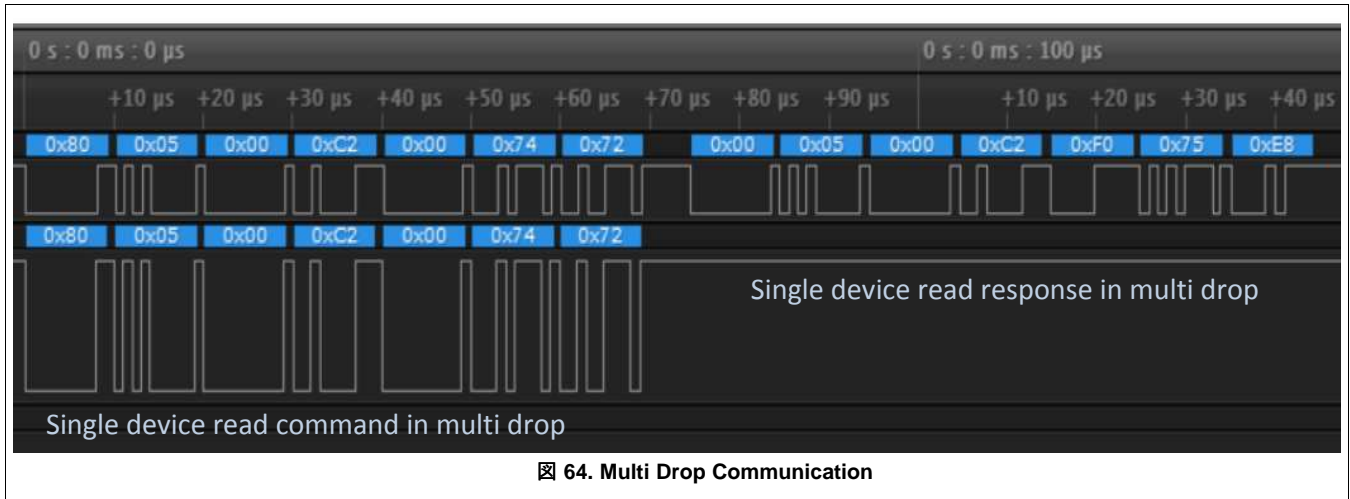 0 s : 0 ms : 0 µs 0 s : 0 ms : 100 µs
+10 µs +20 µs +30 µs +40 µs +50 µs +60 µs +70 µs +80 µs +90 µs +10 µs +20 µs +30 µs +40 µs
0x80 0x05 0x00 0xC2 0x00 0x74 0x72 0x00 0x05 0x00 0xC2 0xF0 0x75 0xE8
0x80 0x05 0x00 0xC2 0x00 0x74 0x72
Single device read response in multi drop
Single device read command in multi drop
図 64. Multi Drop Communication